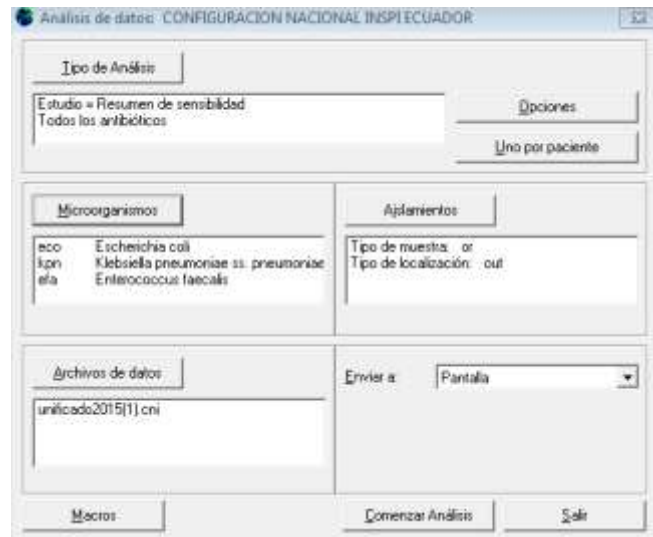 Análisis de datos: CONFIGURACION NACIONAL INSPI ECUADOR
Tipo de Análisis
Estudio = Resumen de sensibilidad
Todos los antibióticos
Opciones
Uno por paciente
Microorganismos
eco Escherichia coli
kpn Klebsiella pneumoniae ss. pneumoniae
efa Enterococcus faecalis
Aislamientos
Tipo de muestra: or
Tipo de localización: out
Archivos de datos
unificado2015(1).cni
Enviar a: Pantalla
Macros
Comenzar Análisis
Salir